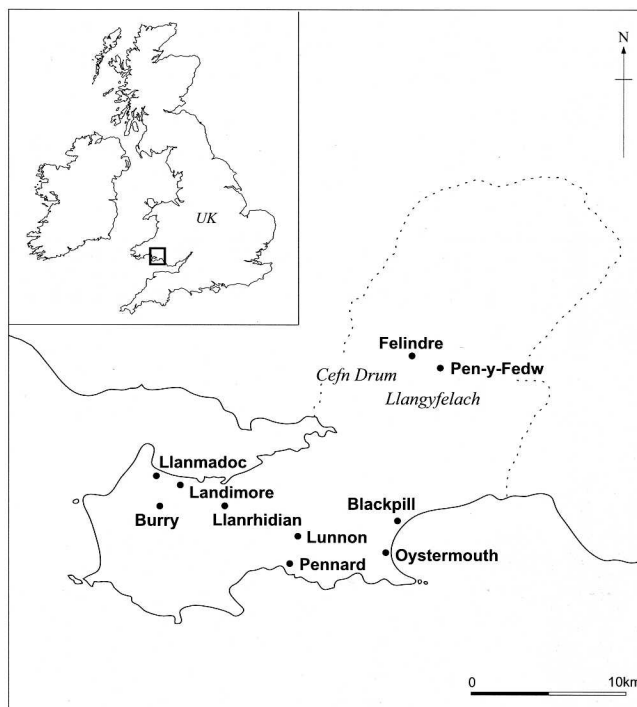 N
UK
Felindre
Cefn Drum
Pen-y-Fedw
Llangyfelach
Llanmadoc
Landimore
Burry
Llanrhidian
Blackpill
Lunnon
Oystermouth
Pennard
0
10km